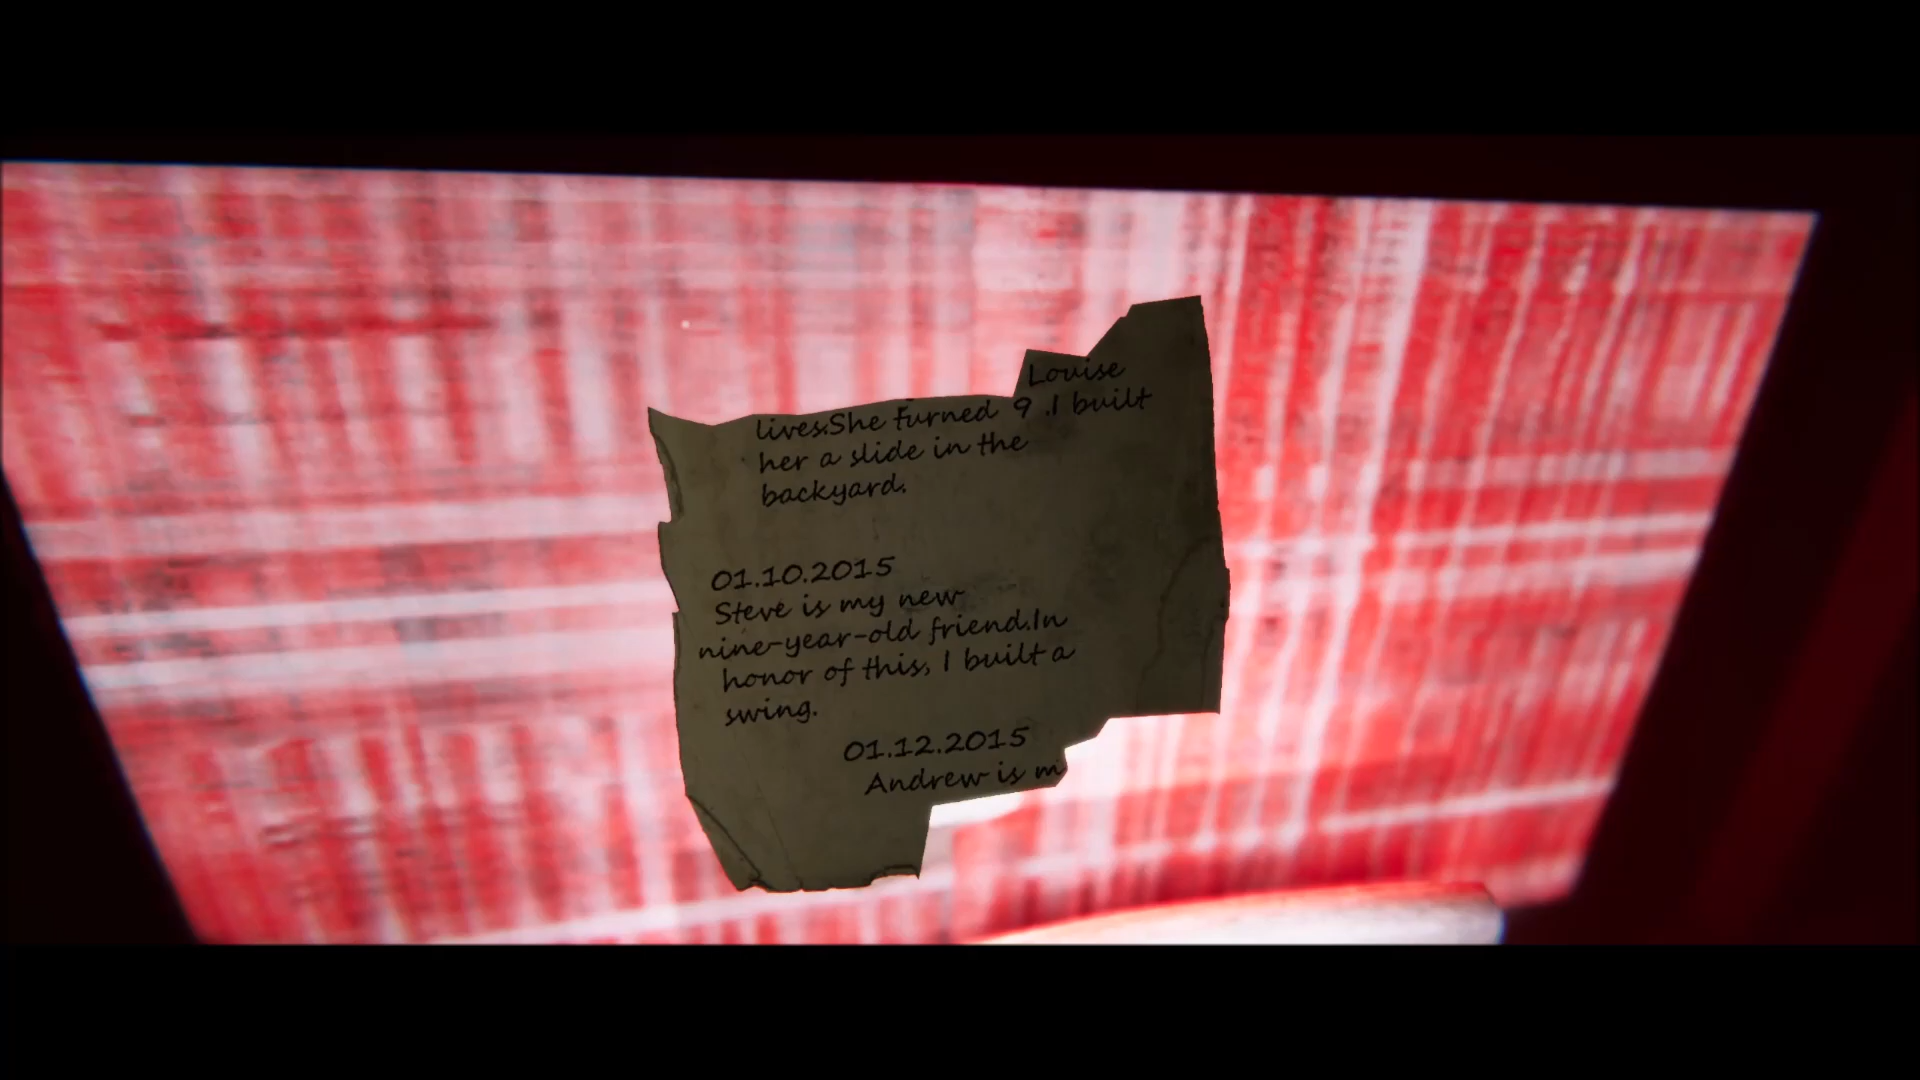 Louise
lives.She turned 9 .I built
her a slide in the
backyard.
01.10.2015
Steve is my new
nine-year-old friend.In
honor of this, I built a
swing.
01.12.2015
Andrew is m